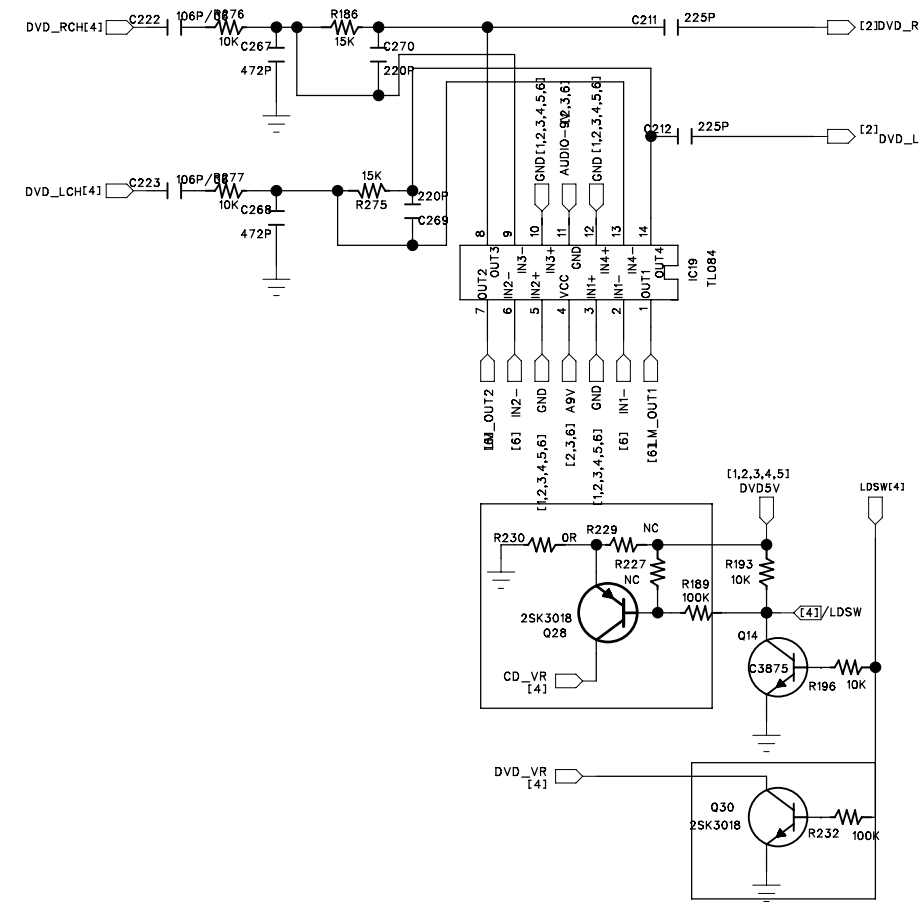 DVD_RCH[4]
C222
R276
10K
C267
472P
R186
15K
C270
220P
C211
225P
[2]DVD_R
C212
225P
[2]
DVD_L
DVD_LCH[4]
C223
R277
10K
C268
472P
15K
R275
220P
C269
GND[1,2,3,4,5,6]
GND[1,2,3,4,5,6]
8
9
10
11
12
13
14
OUT3
IN3-
IN3+
GND
IN4+
IN4-
OUT4
OUT2
IN2-
IN2+
VCC
IN1+
IN1-
OUT1
IC19
TL084
7
6
5
4
3
2
1
LM_OUT2
[6] IN2-
[1,2,3,4,5,6] GND
[2,3,6] A9V
[1,2,3,4,5,6] GND
[6] IN1-
[6]LM_OUT1
R230
0R
R229
NC
R227
NC
R189
100K
2SK3018
Q28
CD_VR
[4]
[1,2,3,4,5]
DVD5V
LDSW[4]
R193
10K
[4]/LDSW
Q14
C3875
R196
10K
DVD_VR
[4]
Q30
2SK3018
R232
100K